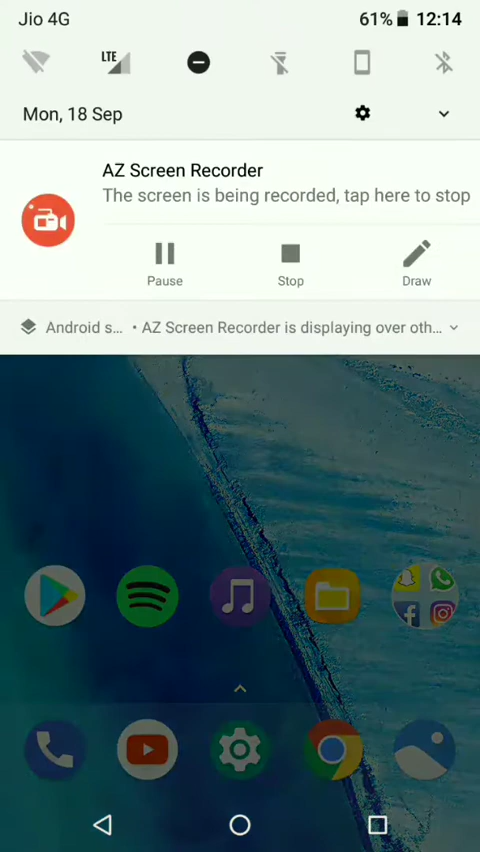 Jio 4G 61% 12:14
LTE
Mon, 18 Sep
AZ Screen Recorder
The screen is being recorded, tap here to stop
Pause Stop Draw
Android s... • AZ Screen Recorder is displaying over oth...